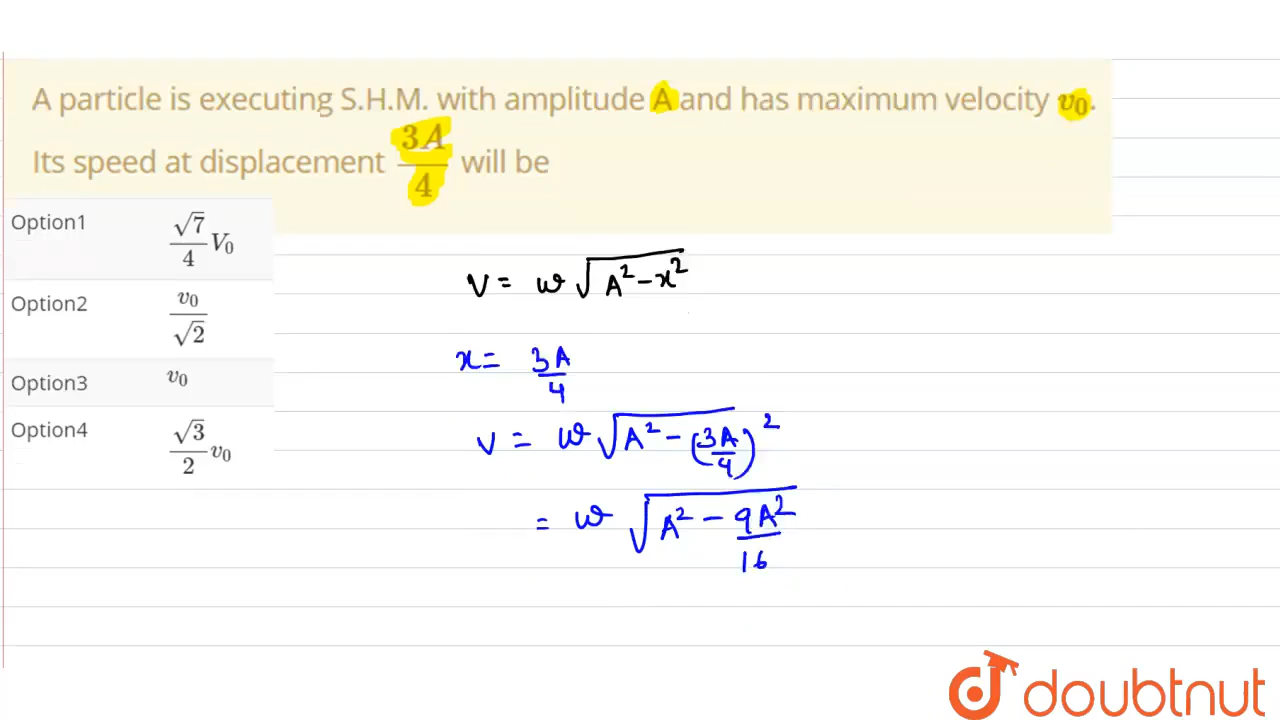 A particle is executing S.H.M. with amplitude A and has maximum velocity v₀.
Its speed at displacement 3A/4 will be
Option1 √7/4 V₀
Option2 v₀/√2
Option3 v₀
Option4 √3/2 v₀
V = w √(A² - x²)
x = 3A/4
V = w √(A² - (3A/4)²)
= w √(A² - 9A²/16)
doubtnut